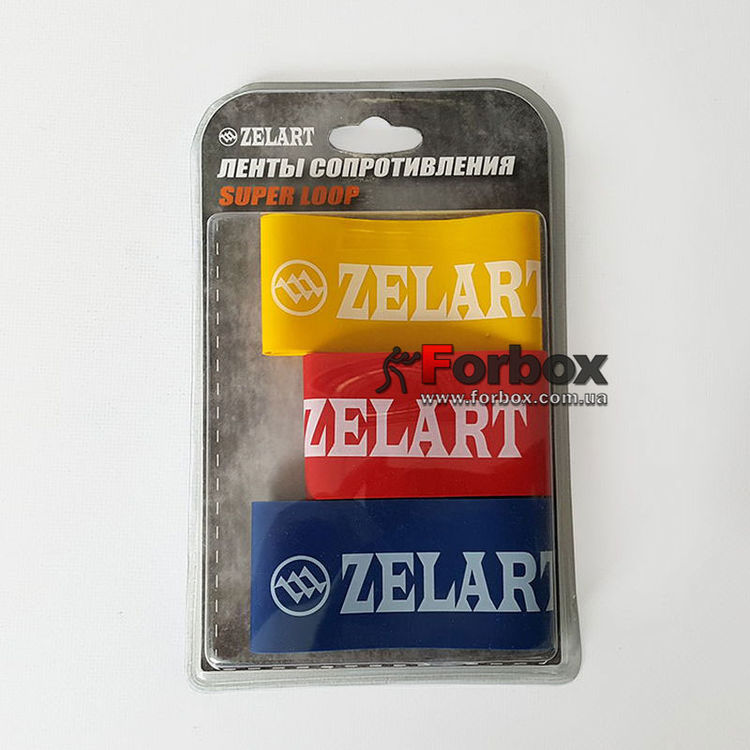 ZELART
ЛЕНТЫ СОПРОТИВЛЕНИЯ
SUPER LOOP
ZELART
Forbox
www.forbox.com.ua
ZELART
ZELART